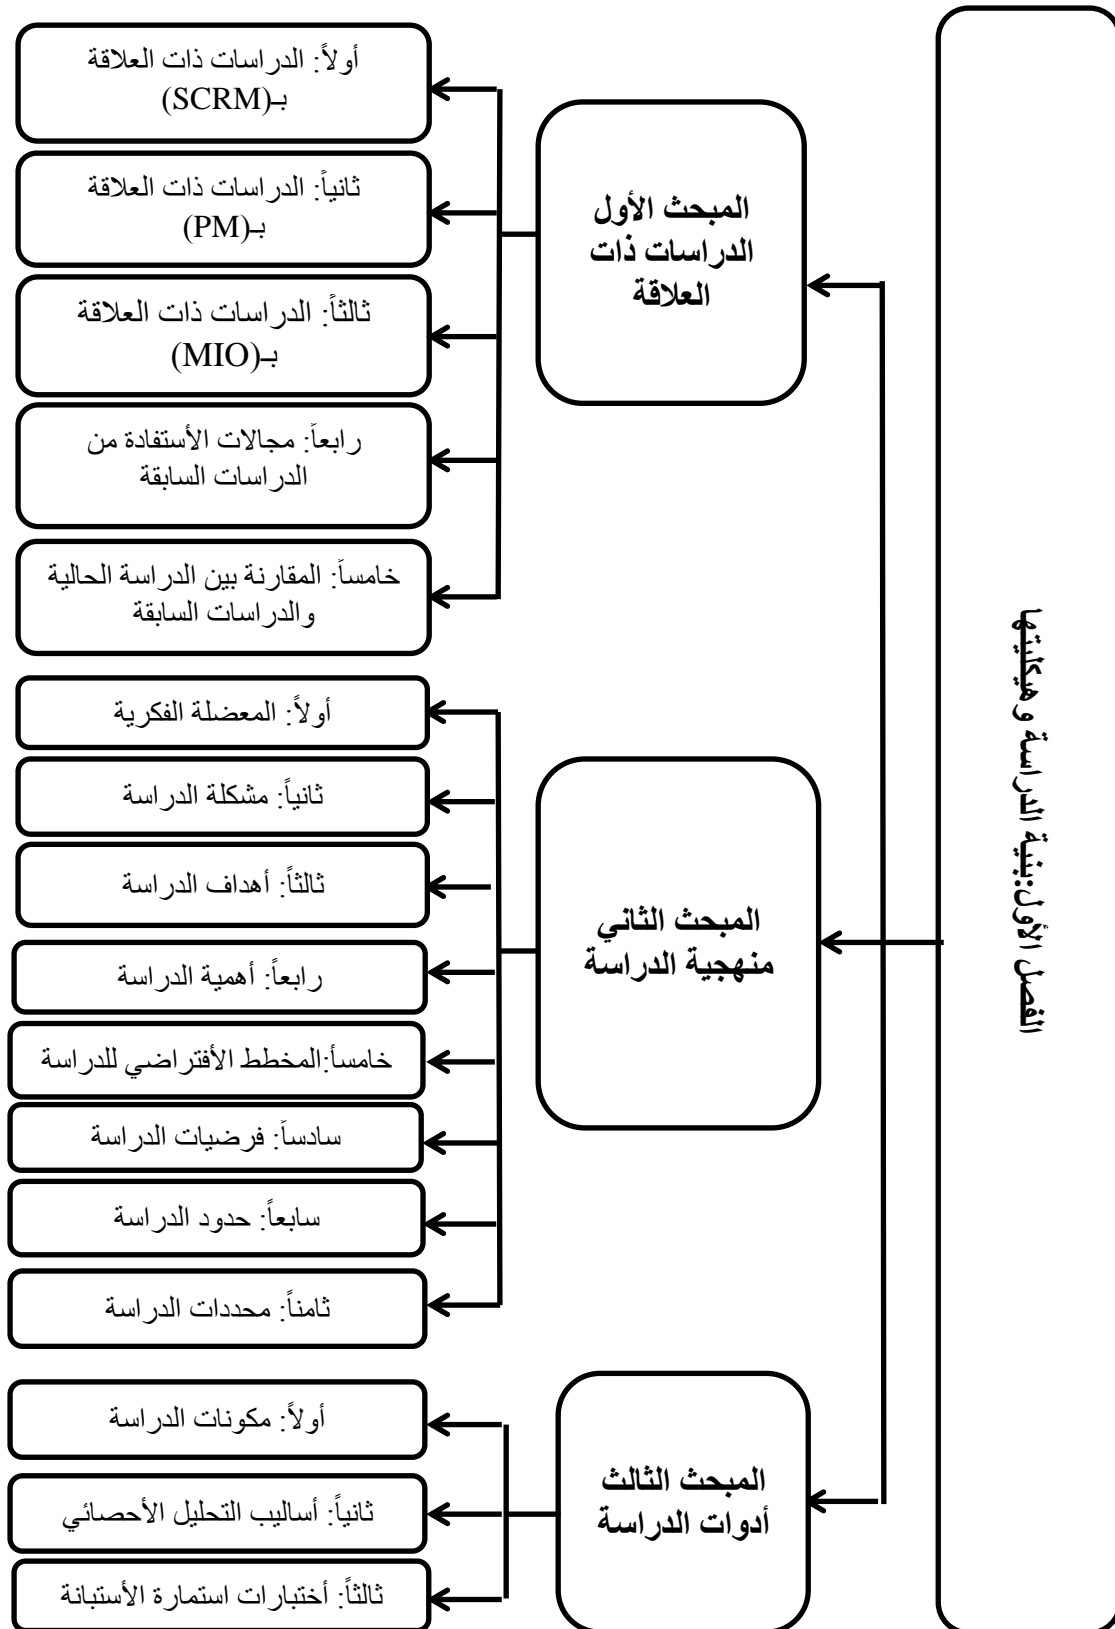 الفصل الأول:بنية الدراسة وهيكليتها
المبحث الأول
الدراسات ذات
العلاقة
أولاً: الدراسات ذات العلاقة
بـ(SCRM)
ثانياً: الدراسات ذات العلاقة
بـ(PM)
ثالثاً: الدراسات ذات العلاقة
بـ(MIO)
رابعاً: مجالات الأستفادة من
الدراسات السابقة
خامساً: المقارنة بين الدراسة الحالية
والدراسات السابقة
المبحث الثاني
منهجية الدراسة
أولاً: المعضلة الفكرية
ثانياً: مشكلة الدراسة
ثالثاً: أهداف الدراسة
رابعاً: أهمية الدراسة
خامسأ:المخطط الأفتراضي للدراسة
سادساً: فرضيات الدراسة
سابعاً: حدود الدراسة
ثامناً: محددات الدراسة
المبحث الثالث
أدوات الدراسة
أولاً: مكونات الدراسة
ثانياً: أساليب التحليل الأحصائي
ثالثاً: أختبارات استمارة الأستبانة